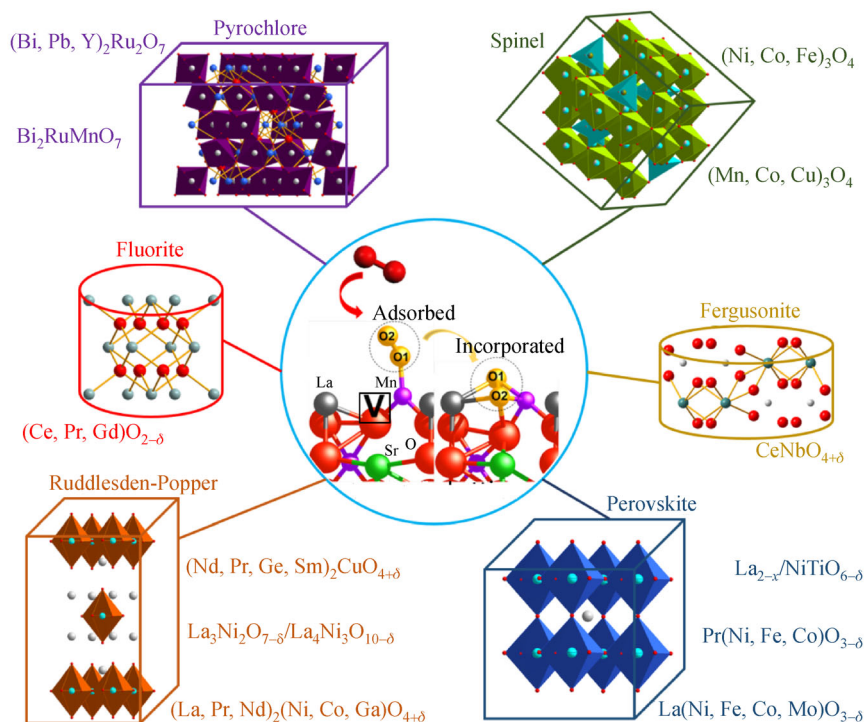 Pyrochlore
(Bi, Pb, Y)₂Ru₂O₇
Bi₂RuMnO₇
Spinel
(Ni, Co, Fe)₃O₄
(Mn, Co, Cu)₃O₄
Fluorite
(Ce, Pr, Gd)O₂₋δ
Adsorbed
O2
O1
Incorporated
La
Mn
V
O1
O2
Sr
O
Fergusonite
CeNbO₄₊δ
Ruddlesden-Popper
(Nd, Pr, Ge, Sm)₂CuO₄₊δ
La₃Ni₂O₇₋δ/La₄Ni₃O₁₀₋δ
(La, Pr, Nd)₂(Ni, Co, Ga)O₄₊δ
Perovskite
La₂₋ₓ/NiTiO₆₋δ
Pr(Ni, Fe, Co)O₃₋δ
La(Ni, Fe, Co, Mo)O₃₋δ